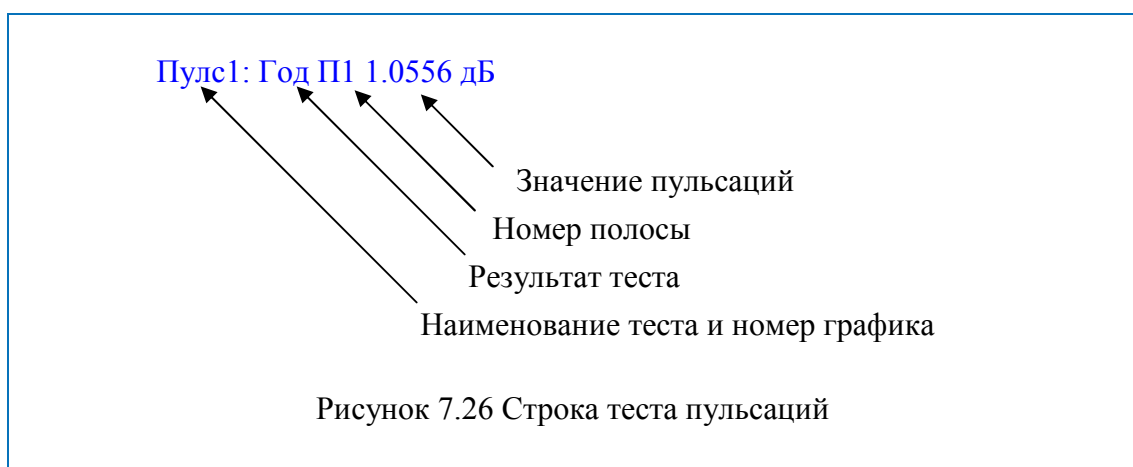 Пулс1: Год П1 1.0556 дБ
Значение пульсаций
Номер полосы
Результат теста
Наименование теста и номер графика
Рисунок 7.26 Строка теста пульсаций